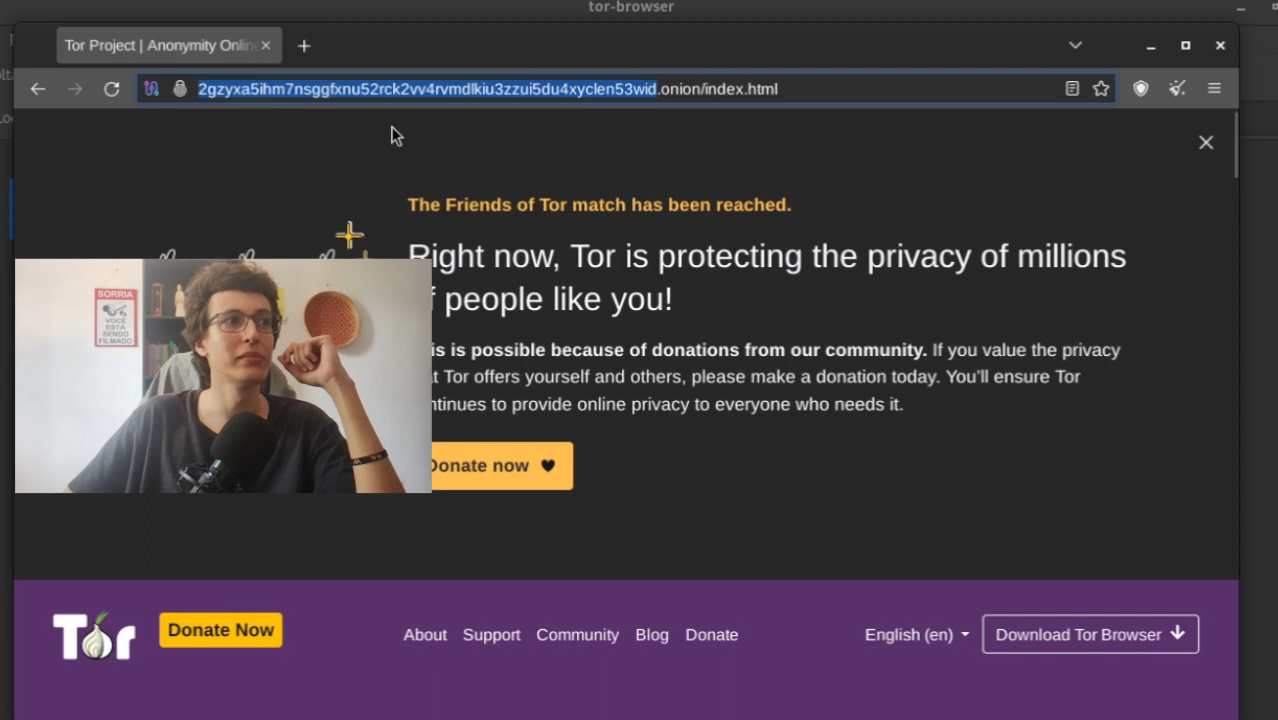 tor-browser
Tor Project | Anonymity Onlin
2gzyxa5ihm7nsggfxnu52rck2vv4rvmdlkiu3zzui5du4xyclen53wid.onion/index.html
The Friends of Tor match has been reached.
Right now, Tor is protecting the privacy of millions
f people like you!
is is possible because of donations from our community. If you value the privacy
at Tor offers yourself and others, please make a donation today. You'll ensure Tor
ntinues to provide online privacy to everyone who needs it.
Donate now
SORRIA
VOCÊ
ESTÁ
SENDO
FILMADO
Tor
Donate Now
About Support Community Blog Donate
English (en)
Download Tor Browser